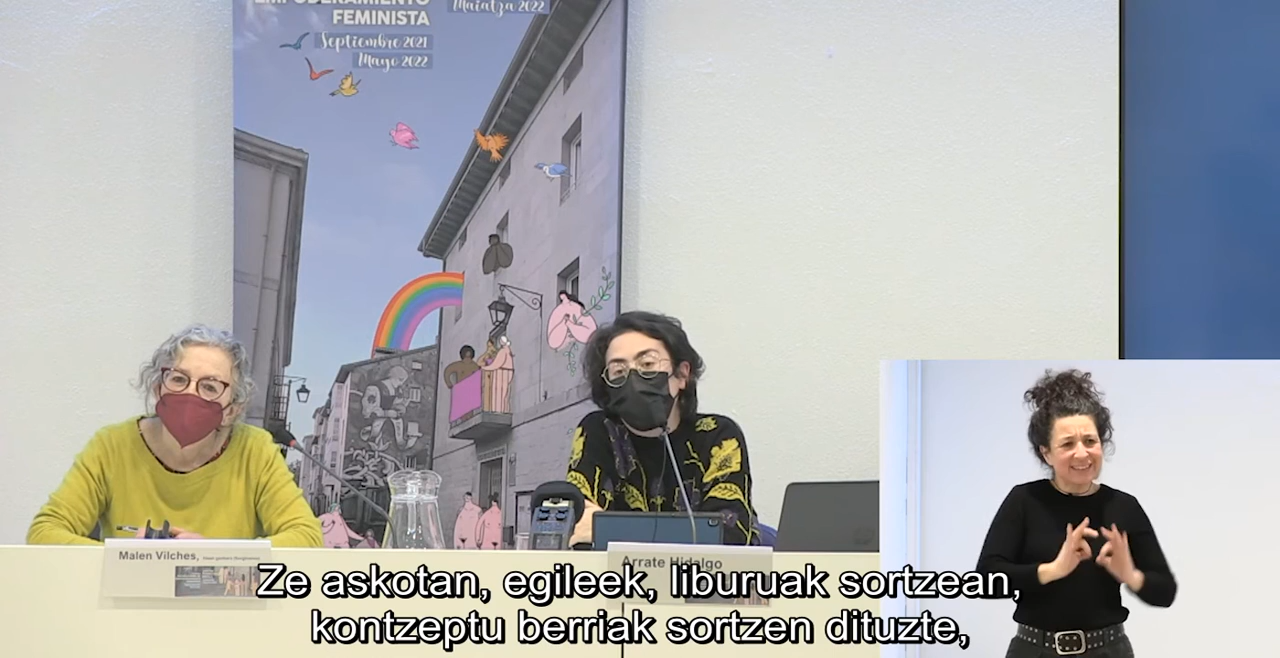 EMPODERAMIENTO
FEMINISTA
Maiatza 2022
Septiembre 2021
Mayo 2022
Malen Vilches,
Arrate Hidalgo
Ze askotan, egileek, liburuak sortzean,
kontzeptu berriak sortzen dituzte,